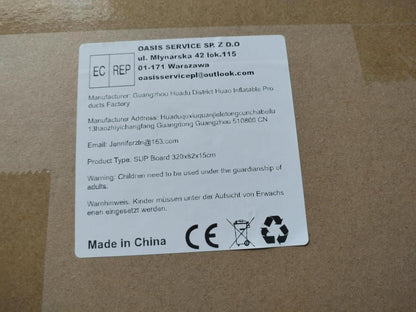 OASIS SERVICE SP. Z O.O
ul. Młynarska 42 lok.115
01-171 Warszawa
oasisservicepl@outlook.com
EC REP
Manufacturer: Guangzhou Huadu District Huao Inflatable Pro
ducts Factory
Manufacturer Address: Huaduquxiuquanjieletongcunchabeilu
13haozhiyichangfang Guangdong Guangzhou 510800 CN
Email: Jenniferzln@163.com
Product Type: SUP Board 320x82x15cm
Warning: Children need to be used under the guardianship of
adults.
Warnhinweis. Kinder müssen unter der Aufsicht von Erwachs
enen eingesetzt werden.
Made in China
CE